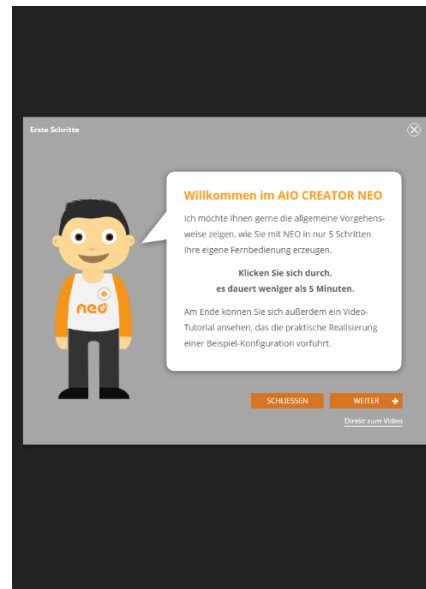 Erste Schritte
Willkommen im AIO CREATOR NEO
Ich möchte Ihnen gerne die allgemeine Vorgehens-
weise zeigen, wie Sie mit NEO in nur 5 Schritten
Ihre eigene Fernbedienung erzeugen.
Klicken Sie sich durch,
es dauert weniger als 5 Minuten.
Am Ende können Sie sich außerdem ein Video-
Tutorial ansehen, das die praktische Realisierung
einer Beispiel-Konfiguration vorführt.
neo
SCHLIESSEN
WEITER
Direkt zum Video